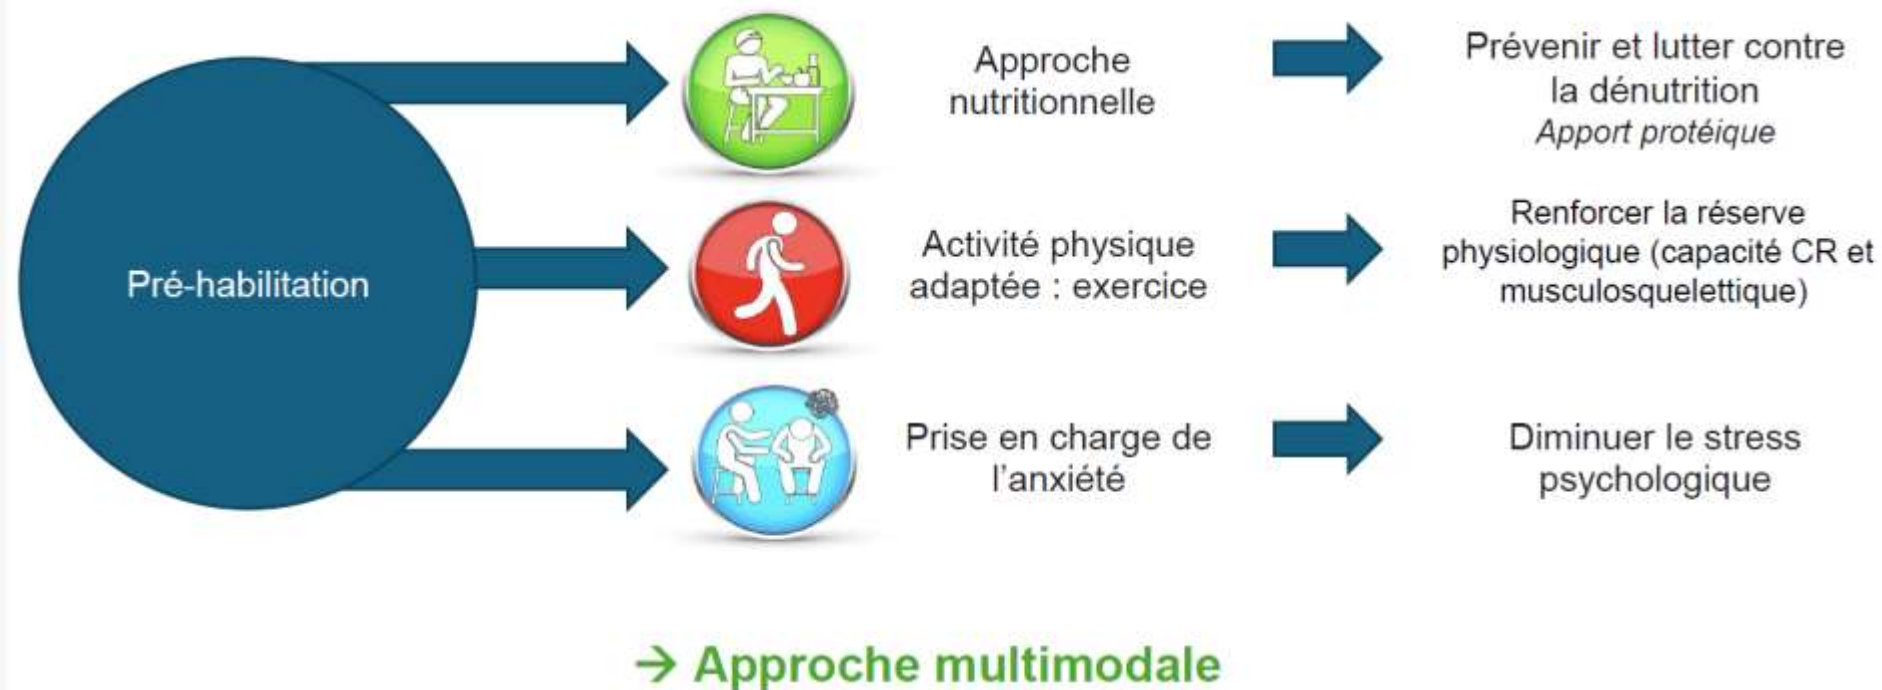 Pré-habilitation
Approche
nutritionnelle
Prévenir et lutter contre
la dénutrition
Apport protéique
Activité physique
adaptée : exercice
Renforcer la réserve
physiologique (capacité CR et
musculosquelettique)
Prise en charge de
l'anxiété
Diminuer le stress
psychologique
→ Approche multimodale